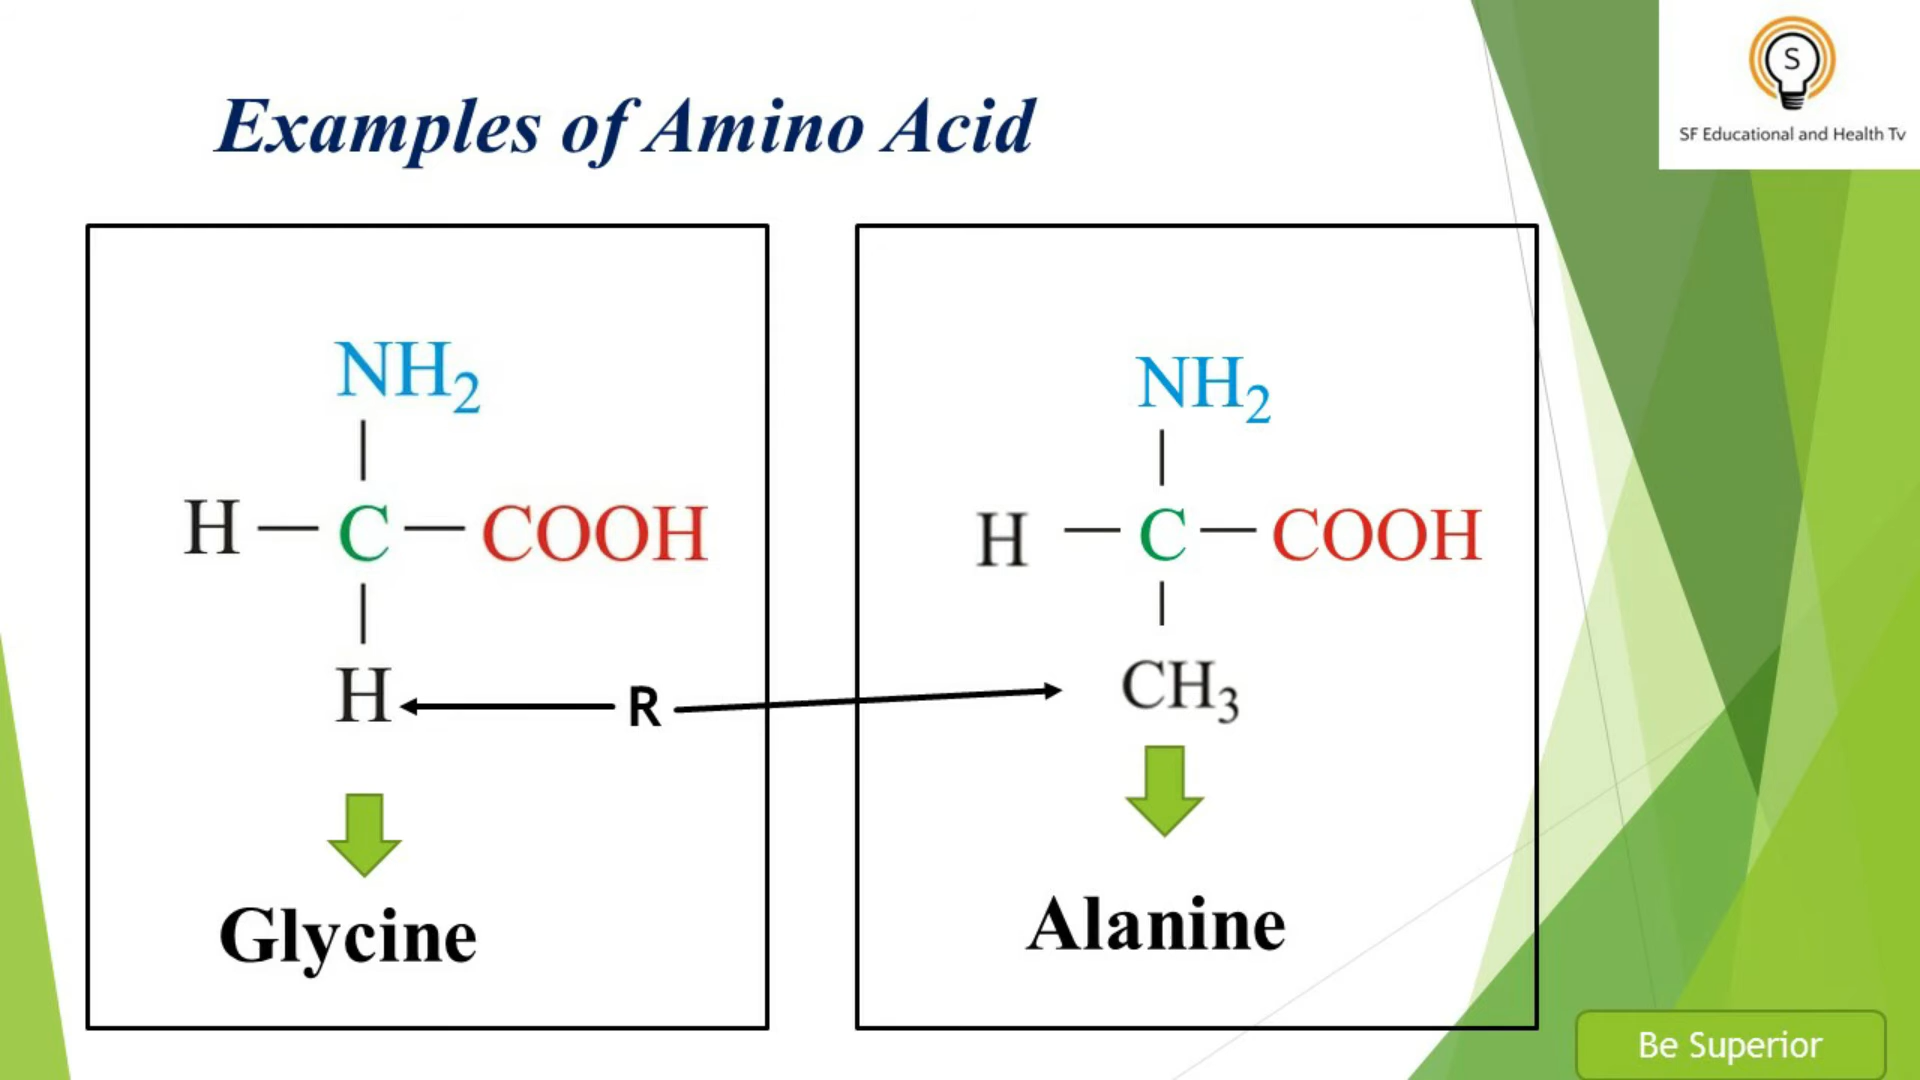 S
SF Educational and Health Tv
Examples of Amino Acid
NH₂
H — C — COOH
H
R
Glycine
NH₂
H — C — COOH
CH₃
Alanine
Be Superior